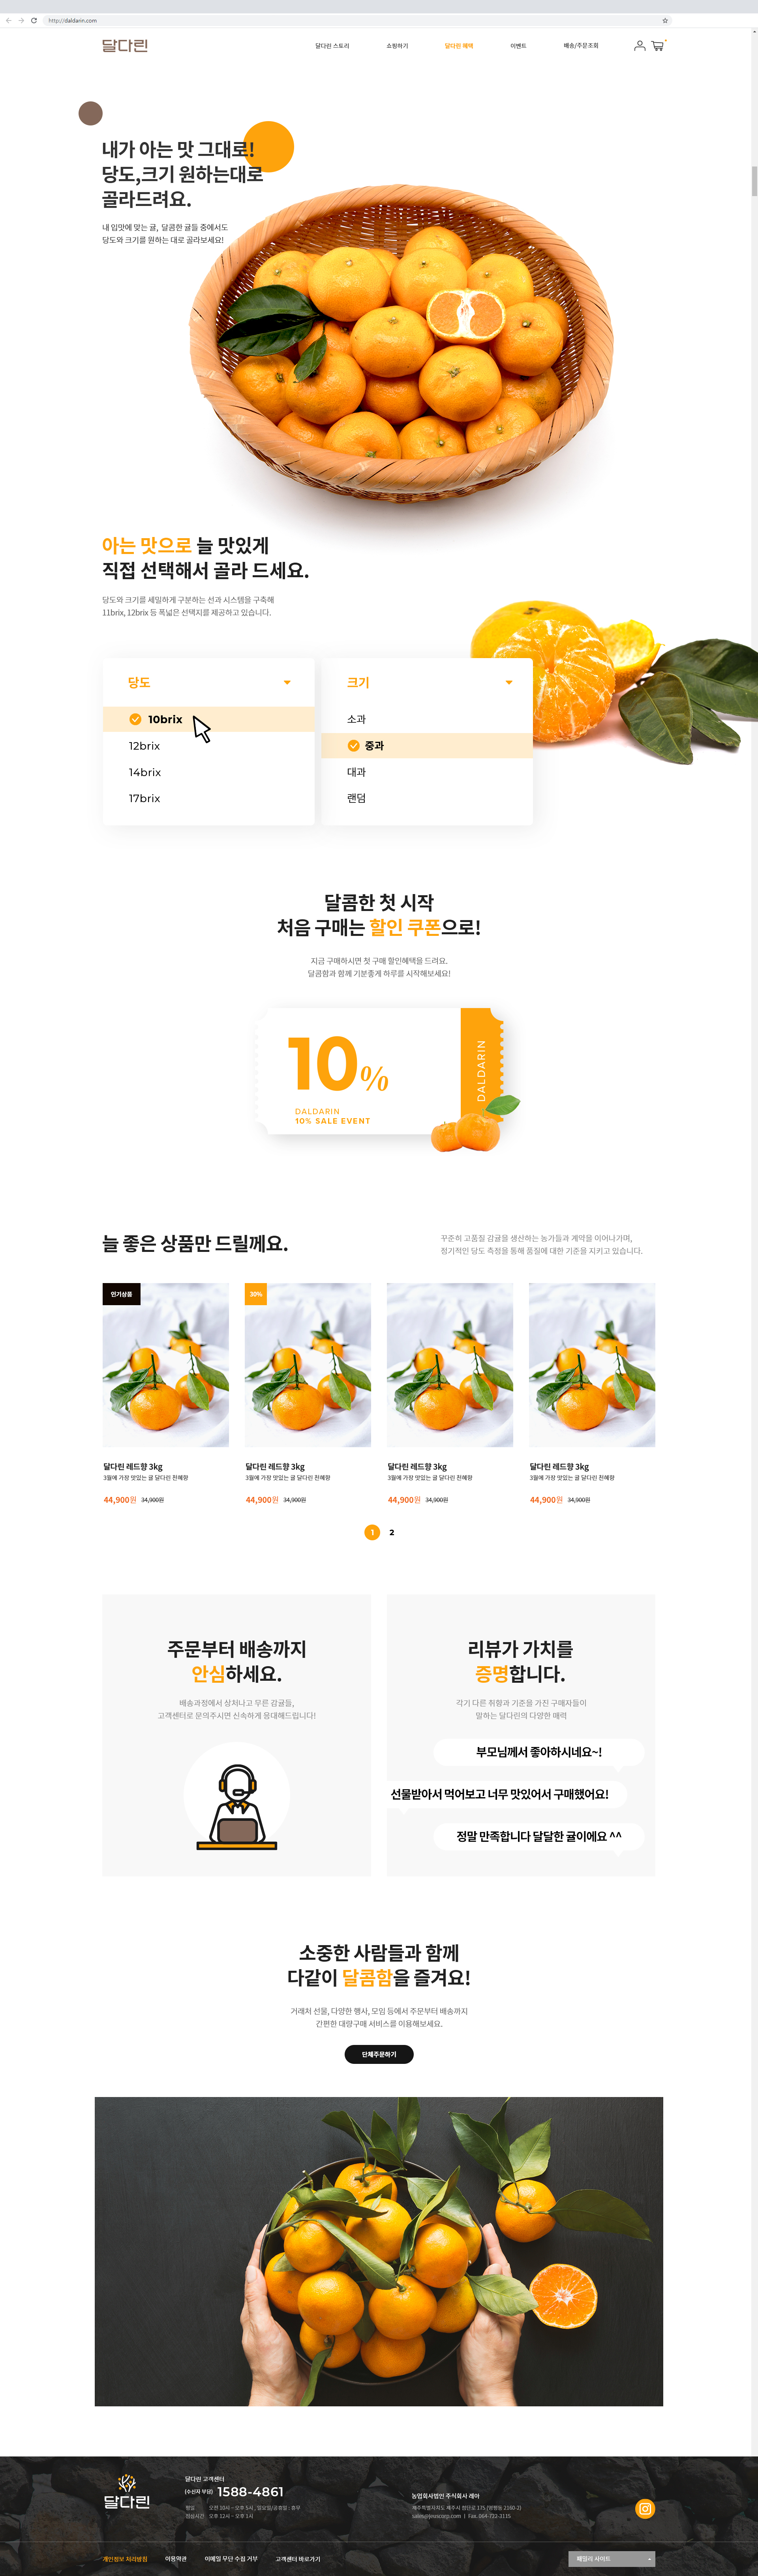 http://daldarin.com
달다린
달다린 스토리
쇼핑하기
달다린 혜택
이벤트
배송/주문조회
내가 아는 맛 그대로!
당도,크기 원하는대로
골라드려요.
내 입맛에 맞는 귤, 달콤한 귤들 중에서도
당도와 크기를 원하는 대로 골라보세요!
아는 맛으로 늘 맛있게
직접 선택해서 골라 드세요.
당도와 크기를 세밀하게 구분하는 선과 시스템을 구축해
11brix, 12brix 등 폭넓은 선택지를 제공하고 있습니다.
당도
10brix
12brix
14brix
17brix
크기
소과
중과
대과
랜덤
달콤한 첫 시작
처음 구매는 할인 쿠폰으로!
지금 구매하시면 첫 구매 할인혜택을 드려요.
달콤함과 함께 기분좋게 하루를 시작해보세요!
10%
DALDARIN
10% SALE EVENT
DALDARIN
늘 좋은 상품만 드릴께요.
꾸준히 고품질 감귤을 생산하는 농가들과 계약을 이어나가며,
정기적인 당도 측정을 통해 품질에 대한 기준을 지키고 있습니다.
인기상품
30%
달다린 레드향 3kg
3월에 가장 맛있는 귤 달다린 천혜향
44,900원 34,900원
달다린 레드향 3kg
3월에 가장 맛있는 귤 달다린 천혜향
44,900원 34,900원
달다린 레드향 3kg
3월에 가장 맛있는 귤 달다린 천혜향
44,900원 34,900원
달다린 레드향 3kg
3월에 가장 맛있는 귤 달다린 천혜향
44,900원 34,900원
1 2
주문부터 배송까지
안심하세요.
배송과정에서 상처나고 무른 감귤들,
고객센터로 문의주시면 신속하게 응대해드립니다!
리뷰가 가치를
증명합니다.
각기 다른 취향과 기준을 가진 구매자들이
말하는 달다린의 다양한 매력
부모님께서 좋아하시네요~!
선물받아서 먹어보고 너무 맛있어서 구매했어요!
정말 만족합니다 달달한 귤이에요 ^^
소중한 사람들과 함께
다같이 달콤함을 즐겨요!
거래처 선물, 다양한 행사, 모임 등에서 주문부터 배송까지
간편한 대량구매 서비스를 이용해보세요.
단체주문하기
달다린
달다린 고객센터
(수신자 부담) 1588-4861
평일 오전 10시 ~ 오후 5시, 일요일/공휴일 : 휴무
점심시간 오후 12시 ~ 오후 1시
농업회사법인 주식회사 레아
sales@jesuscorp.com | Fax. 064-732-3115
개인정보 처리방침
이용약관
이메일 무단 수집 거부
고객센터 바로가기
패밀리 사이트